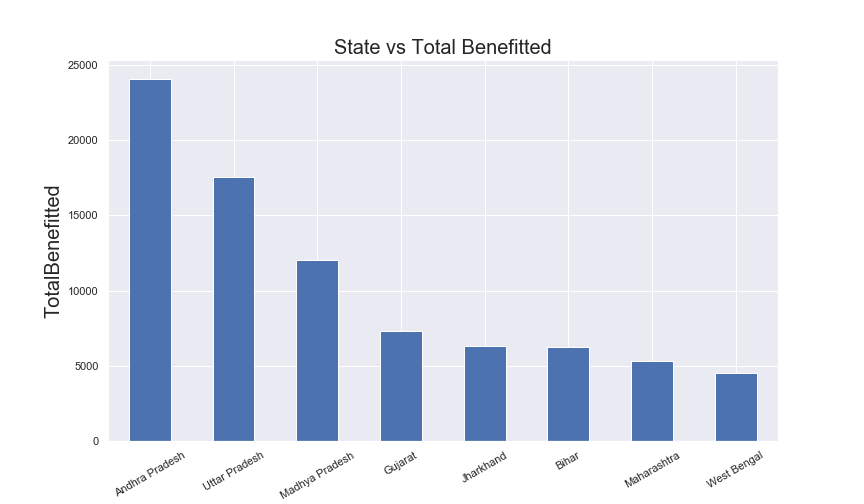 State vs Total Benefitted
TotalBenefitted
25000
20000
15000
10000
5000
0
Andhra Pradesh
Uttar Pradesh
Madhya Pradesh
Gujarat
Jharkhand
Bihar
Maharashtra
West Bengal